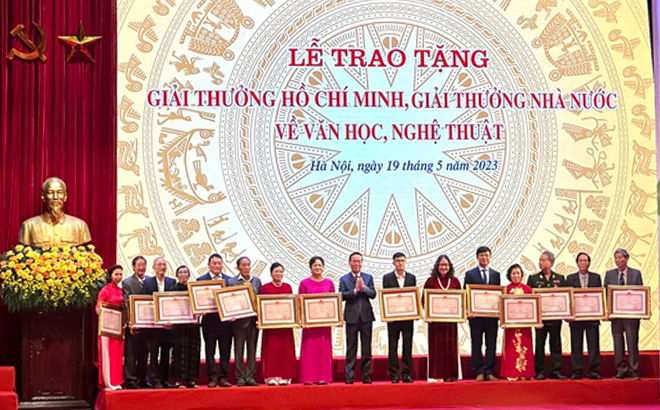 LỄ TRAO TẶNG
GIẢI THƯỞNG HỒ CHÍ MINH, GIẢI THƯỞNG NHÀ NƯỚC
VỀ VĂN HỌC, NGHỆ THUẬT
Hà Nội, ngày 19 tháng 5 năm 2023